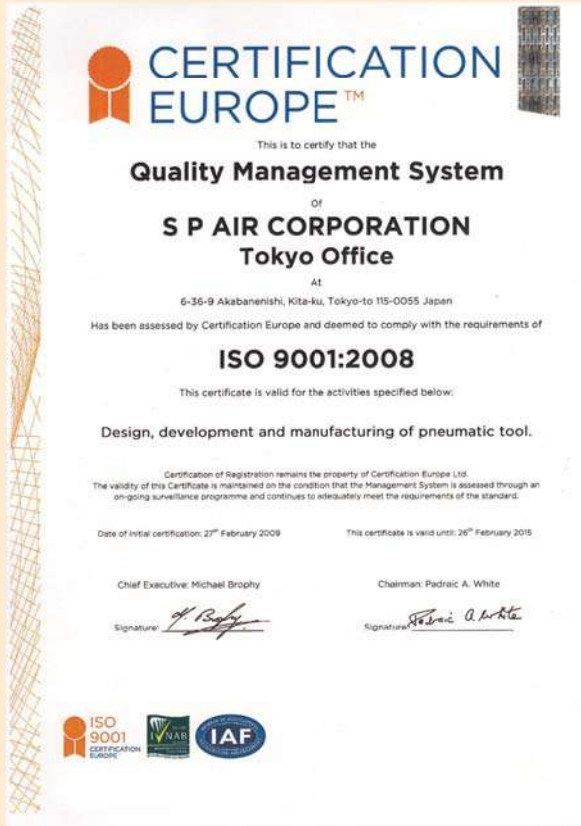 CERTIFICATION
EUROPE™
This is to certify that the
Quality Management System
Of
S P AIR CORPORATION
Tokyo Office
At
6-36-9 Akabanenishi, Kita-ku, Tokyo-to 115-0055 Japan
Has been assessed by Certification Europe and deemed to comply with the requirements of
ISO 9001:2008
This certificate is valid for the activities specified below:
Design, development and manufacturing of pneumatic tool.
Certification of Registration remains the property of Certification Europe Ltd.
The validity of this Certificate is maintained on the condition that the Management System is assessed through an
on-going surveillance programme and continues to adequately meet the requirements of the standard.
Date of initial certification: 27th February 2009
This certificate is valid until: 26th February 2015
Chief Executive: Michael Brophy
Chairman: Padraic A. White
Signature:
Signature: Padraic A White
ISO
9001
CERTIFICATION
EUROPE
INAB
IAF